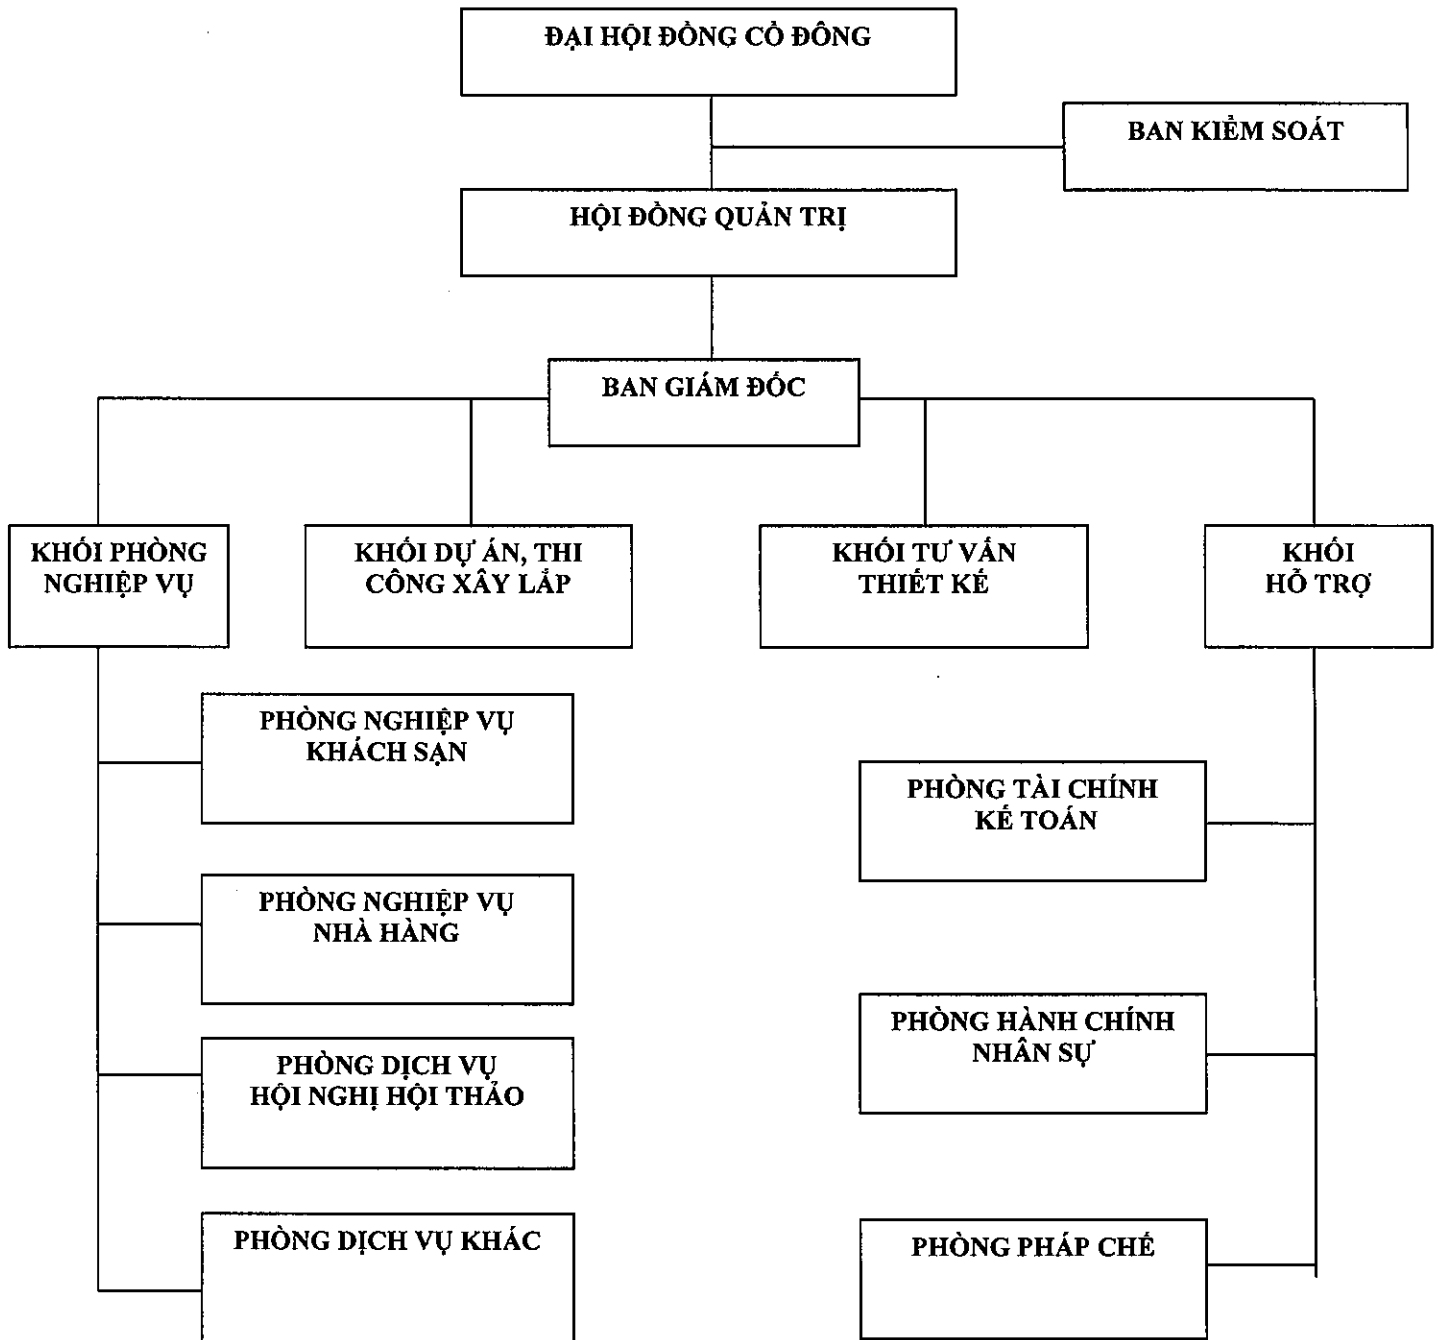 ĐẠI HỘI ĐỒNG CỔ ĐÔNG
BAN KIỂM SOÁT
HỘI ĐỒNG QUẢN TRỊ
BAN GIÁM ĐỐC
KHỐI PHÒNG
NGHIỆP VỤ
KHỐI DỰ ÁN, THI
CÔNG XÂY LẮP
KHỐI TƯ VẤN
THIẾT KẾ
KHỐI
HỖ TRỢ
PHÒNG NGHIỆP VỤ
KHÁCH SẠN
PHÒNG NGHIỆP VỤ
NHÀ HÀNG
PHÒNG DỊCH VỤ
HỘI NGHỊ HỘI THẢO
PHÒNG DỊCH VỤ KHÁC
PHÒNG TÀI CHÍNH
KẾ TOÁN
PHÒNG HÀNH CHÍNH
NHÂN SỰ
PHÒNG PHÁP CHẾ